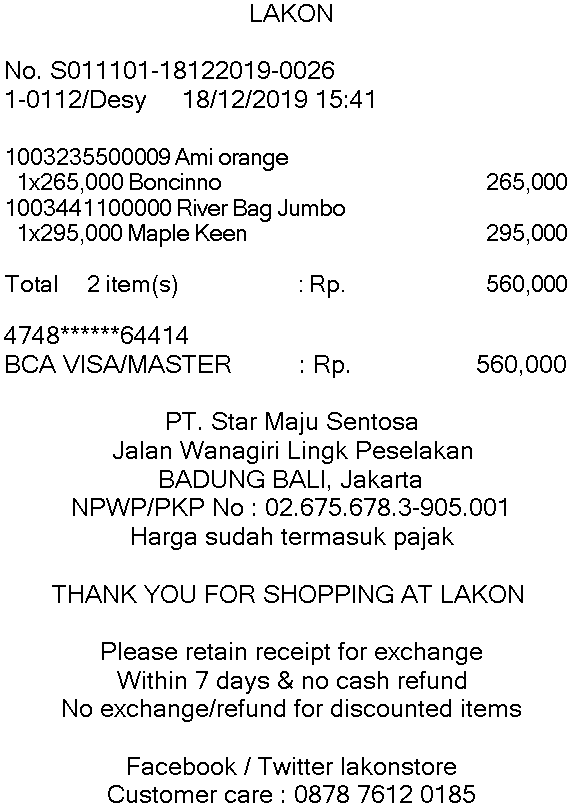 LAKON
No. S011101-18122019-0026
1-0112/Desy 18/12/2019 15:41
1003235500009 Ami orange
1x265,000 Boncinno 265,000
1003441100000 River Bag Jumbo
1x295,000 Maple Keen 295,000
Total 2 item(s) : Rp. 560,000
4748******64414
BCA VISA/MASTER : Rp. 560,000
PT. Star Maju Sentosa
Jalan Wanagiri Lingk Peselakan
BADUNG BALI, Jakarta
NPWP/PKP No : 02.675.678.3-905.001
Harga sudah termasuk pajak
THANK YOU FOR SHOPPING AT LAKON
Please retain receipt for exchange
Within 7 days & no cash refund
No exchange/refund for discounted items
Facebook / Twitter lakonstore
Customer care : 0878 7612 0185